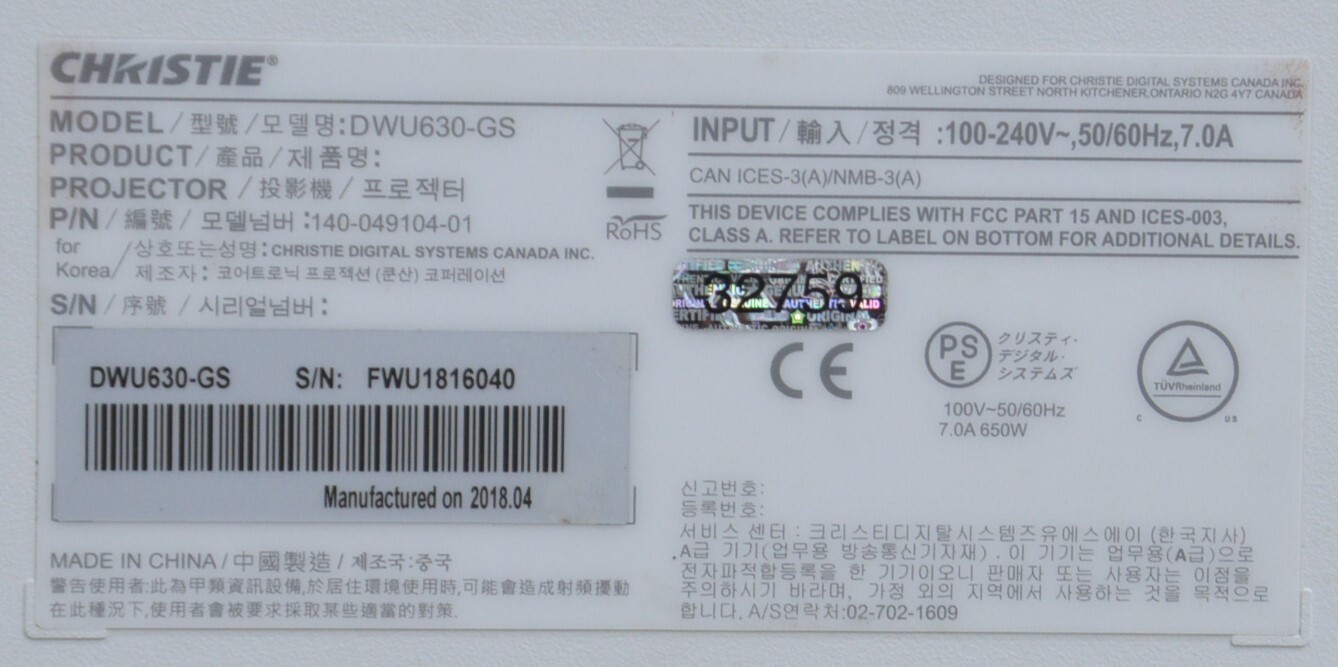 CHRISTIE®
DESIGNED FOR CHRISTIE DIGITAL SYSTEMS CANADA INC.
809 WELLINGTON STREET NORTH KITCHENER,ONTARIO N2G 4Y7 CANADA
MODEL / 型號 / 모델명:DWU630-GS
PRODUCT / 產品 / 제품명:
PROJECTOR / 投影機 / 프로젝터
P/N / 編號 / 모델넘버 :140-049104-01
for Korea / 상호또는성명: CHRISTIE DIGITAL SYSTEMS CANADA INC.
제조자: 코어트로닉 프로젝션 (쿤산) 코퍼레이션
S/N / 序號 / 시리얼넘버 :
DWU630-GS S/N: FWU1816040
Manufactured on 2018.04
MADE IN CHINA / 中國製造 / 제조국:중국
警告使用者:此為甲類資訊設備,於居住環境使用時,可能會造成射頻擾動
在此種況下,使用者會被要求採取某些適當的對策.
RoHS
INPUT / 輸入 / 정격 :100-240V~,50/60Hz,7.0A
CAN ICES-3(A)/NMB-3(A)
THIS DEVICE COMPLIES WITH FCC PART 15 AND ICES-003,
CLASS A. REFER TO LABEL ON BOTTOM FOR ADDITIONAL DETAILS.
32759
CE
PS
E
クリスティ・
デジタル・
システムズ
100V~50/60Hz
7.0A 650W
TÜVRheinland
C US
신고번호:
등록번호:
서비스 센터 : 크리스티디지탈시스템즈유에스에이 (한국지사)
.A급 기기(업무용 방송통신기자재) . 이 기기는 업무용(A급)으로
전자파적합등록을 한 기기이오니 판매자 또는 사용자는 이점을
주의하시기 바라며, 가정 외의 지역에서 사용하는 것을 목적으로
합니다. A/S연락처:02-702-1609